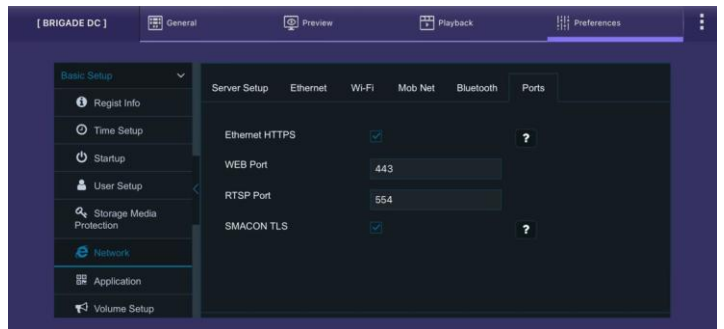 [ BRIGADE DC ] General Preview Playback Preferences
Basic Setup
Regist Info
Time Setup
Startup
User Setup
Storage Media
Protection
Network
Application
Volume Setup
Server Setup Ethernet Wi-Fi Mob Net Bluetooth Ports
Ethernet HTTPS ?
WEB Port 443
RTSP Port 554
SMACON TLS ?